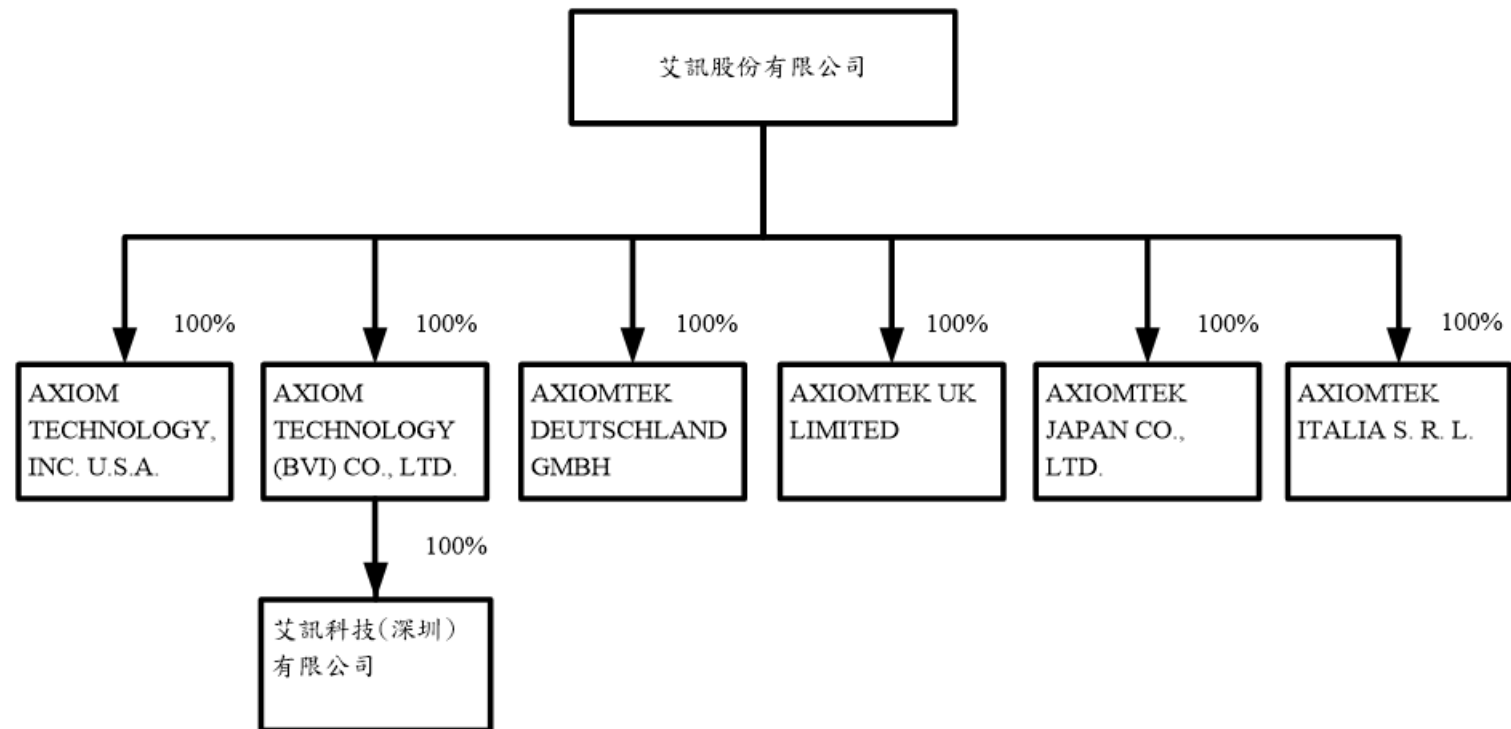 艾訊股份有限公司
100%
100%
100%
100%
100%
100%
AXIOM
TECHNOLOGY,
INC. U.S.A.
AXIOM
TECHNOLOGY
(BVI) CO., LTD.
AXIOMTEK
DEUTSCHLAND
GMBH
AXIOMTEK UK
LIMITED
AXIOMTEK
JAPAN CO.,
LTD.
AXIOMTEK
ITALIA S. R. L.
100%
艾訊科技(深圳)
有限公司